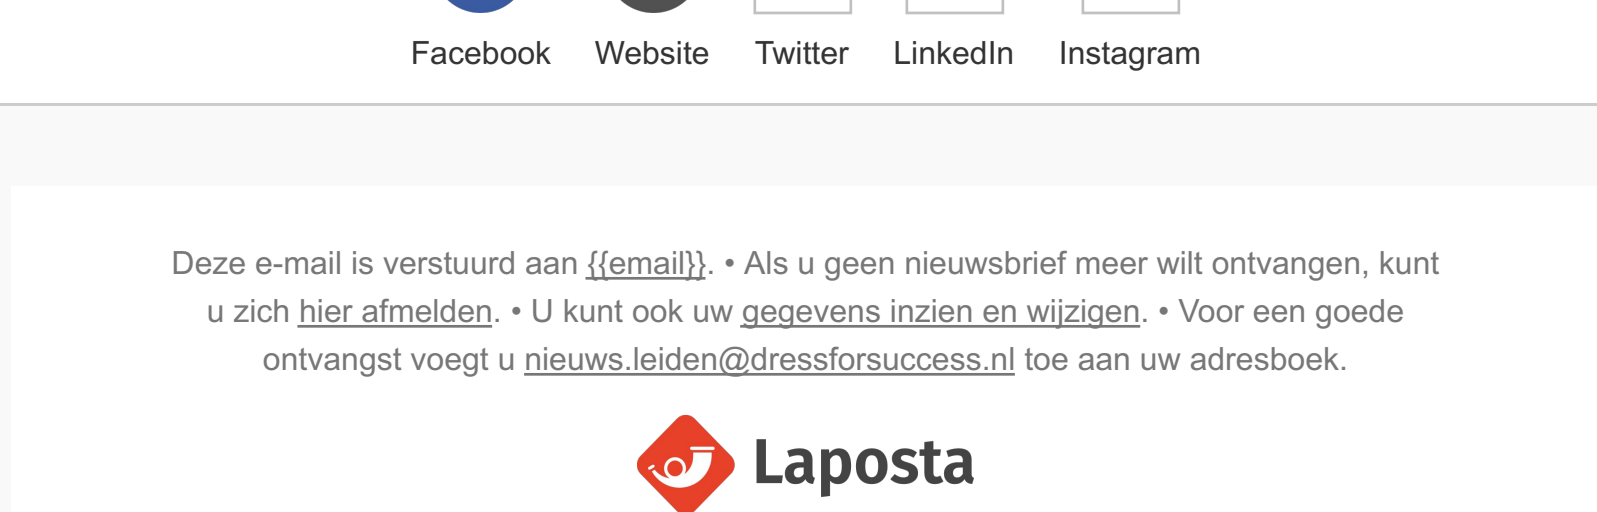 Facebook Website Twitter LinkedIn Instagram
Deze e-mail is verstuurd aan {{email}}. • Als u geen nieuwsbrief meer wilt ontvangen, kunt
u zich hier afmelden. • U kunt ook uw gegevens inzien en wijzigen. • Voor een goede
ontvangst voegt u nieuws.leiden@dressforsuccess.nl toe aan uw adresboek.
Laposta